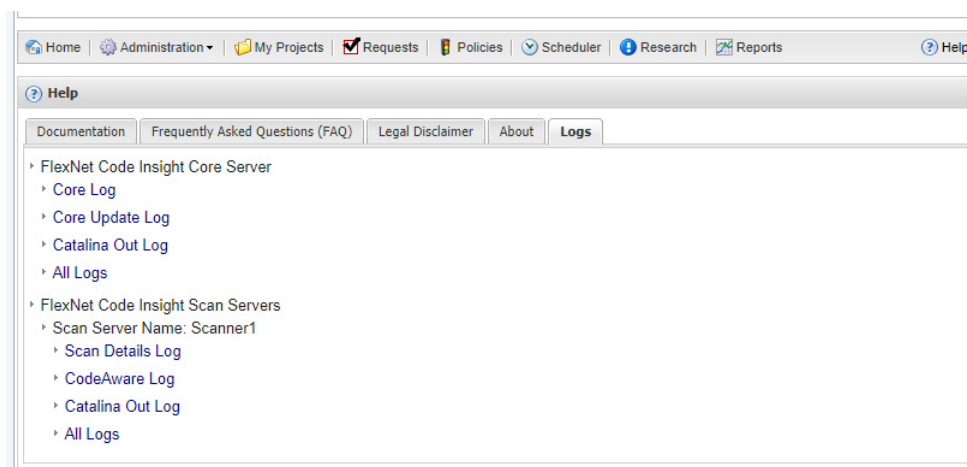 Home Administration My Projects Requests Policies Scheduler Research Reports Help
Help
Documentation Frequently Asked Questions (FAQ) Legal Disclaimer About Logs
FlexNet Code Insight Core Server
Core Log
Core Update Log
Catalina Out Log
All Logs
FlexNet Code Insight Scan Servers
Scan Server Name: Scanner1
Scan Details Log
CodeAware Log
Catalina Out Log
All Logs